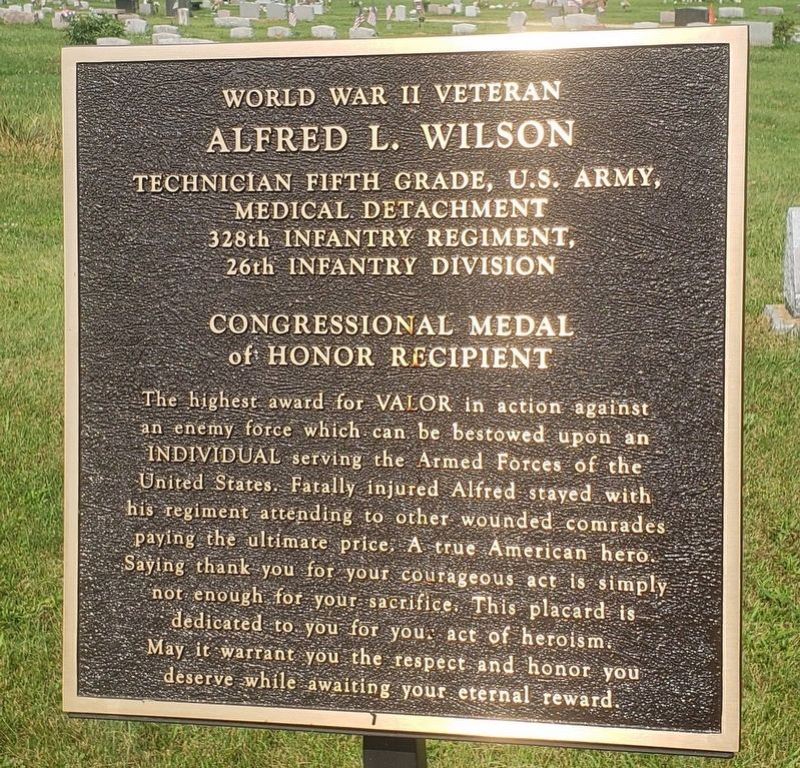 WORLD WAR II VETERAN
ALFRED L. WILSON
TECHNICIAN FIFTH GRADE, U.S. ARMY,
MEDICAL DETACHMENT
328th INFANTRY REGIMENT,
26th INFANTRY DIVISION
CONGRESSIONAL MEDAL
of HONOR RECIPIENT
The highest award for VALOR in action against
an enemy force which can be bestowed upon an
INDIVIDUAL serving the Armed Forces of the
United States. Fatally injured Alfred stayed with
his regiment attending to other wounded comrades
paying the ultimate price. A true American hero.
Saying thank you for your courageous act is simply
not enough for your sacrifice. This placard is
dedicated to you for your act of heroism.
May it warrant you the respect and honor you
deserve while awaiting your eternal reward.